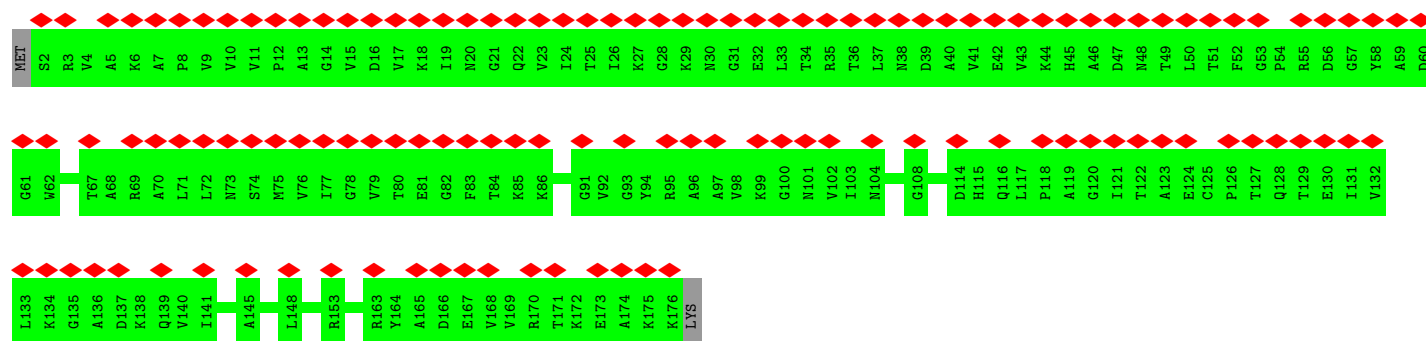 MET S2 R3 V4 A5 K6 A7 P8 V9 V10 V11 P12 A13 G14 V15 D16 V17 K18 I19 N20 G21 Q22 V23 I24 T25 I26 K27 G28 K29 N30 G31 E32 L33 T34 R35 T36 L37 N38 D39 A40 V41 E42 V43 K44 H45 A46 D47 N48 T49 L50 T51 F52 G53 P54 R55 D56 G57 Y58 A59 D60
G61 W62 T67 A68 R69 A70 L71 L72 N73 S74 M75 V76 I77 G78 V79 T80 E81 G82 F83 T84 K85 K86 G91 V92 G93 Y94 R95 A96 A97 V98 K99 G100 N101 V102 I103 N104 G108 D114 H115 Q116 L117 P118 A119 G120 I121 T122 A123 E124 C125 P126 T127 Q128 T129 E130 I131 V132
L133 K134 G135 A136 D137 K138 Q139 V140 I141 A145 L148 R153 R163 Y164 A165 D166 E167 V168 V169 R170 T171 K172 E173 A174 K175 K176 LYS